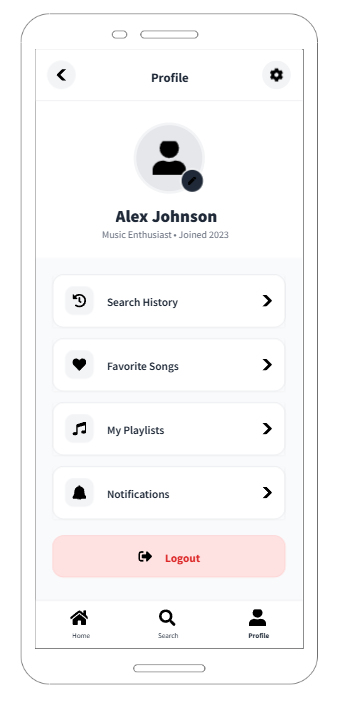 Profile
Alex Johnson
Music Enthusiast • Joined 2023
Search History
Favorite Songs
My Playlists
Notifications
Logout
Home Search Profile